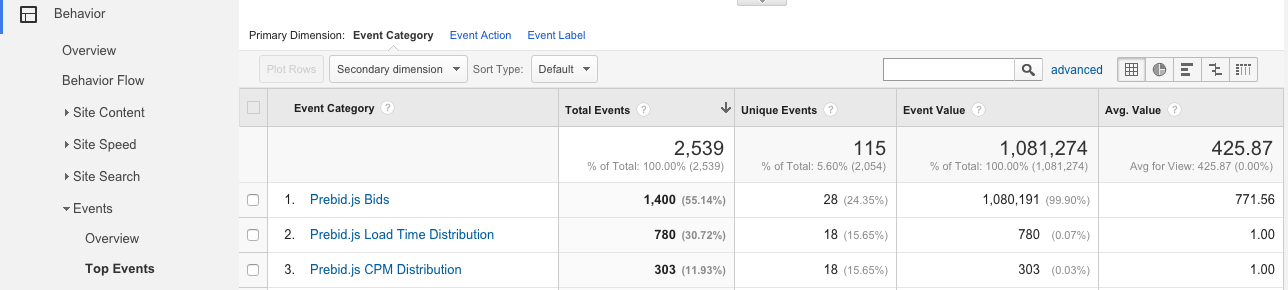 Behavior
Overview
Behavior Flow
Site Content
Site Speed
Site Search
Events
Overview
Top Events
Primary Dimension: Event Category Event Action Event Label
Plot Rows Secondary dimension Sort Type: Default advanced
Event Category ? Total Events ? Unique Events ? Event Value ? Avg. Value ?
2,539 115 1,081,274 425.87
% of Total: 100.00% (2,539) % of Total: 5.60% (2,054) % of Total: 100.00% (1,081,274) Avg for View: 425.87 (0.00%)
1. Prebid.js Bids 1,400 (55.14%) 28 (24.35%) 1,080,191 (99.90%) 771.56
2. Prebid.js Load Time Distribution 780 (30.72%) 18 (15.65%) 780 (0.07%) 1.00
3. Prebid.js CPM Distribution 303 (11.93%) 18 (15.65%) 303 (0.03%) 1.00